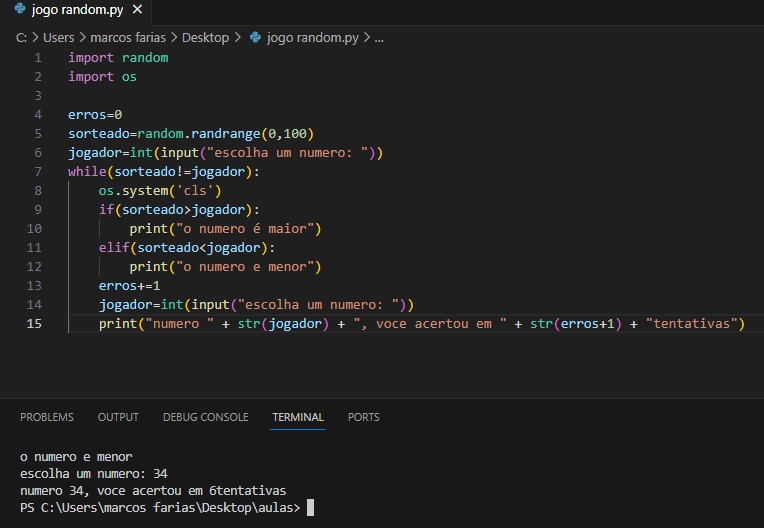 jogo random.py ×
C: > Users > marcos farias > Desktop > jogo random.py > ...
1 import random
2 import os
3
4 erros=0
5 sorteado=random.randrange(0,100)
6 jogador=int(input("escolha um numero: "))
7 while(sorteado!=jogador):
8 os.system('cls')
9 if(sorteado>jogador):
10 print("o numero é maior")
11 elif(sorteado<jogador):
12 print("o numero e menor")
13 erros+=1
14 jogador=int(input("escolha um numero: "))
15 print("numero " + str(jogador) + ", voce acertou em " + str(erros+1) + "tentativas")
PROBLEMS OUTPUT DEBUG CONSOLE TERMINAL PORTS
o numero e menor
escolha um numero: 34
numero 34, voce acertou em 6tentativas
PS C:\Users\marcos farias\Desktop\aulas>